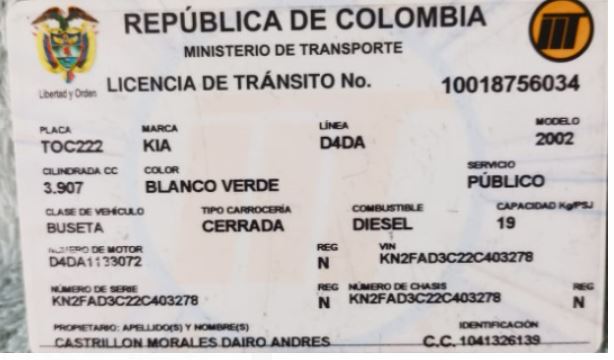 REPÚBLICA DE COLOMBIA
MINISTERIO DE TRANSPORTE
Libertad y Orden
LICENCIA DE TRÁNSITO No. 10018756034
PLACA MARCA LÍNEA MODELO
TOC222 KIA D4DA 2002
CILINDRADA CC COLOR SERVICIO
3.907 BLANCO VERDE PÚBLICO
CLASE DE VEHÍCULO TIPO CARROCERÍA COMBUSTIBLE CAPACIDAD Kg/PSJ
BUSETA CERRADA DIESEL 19
NÚMERO DE MOTOR REG VIN
D4DA1133072 N KN2FAD3C22C403278
NÚMERO DE SERIE REG NÚMERO DE CHASIS REG
KN2FAD3C22C403278 N KN2FAD3C22C403278 N
PROPIETARIO: APELLIDO(S) Y NOMBRE(S) IDENTIFICACIÓN
CASTRILLON MORALES DAIRO ANDRES C.C. 1041326139